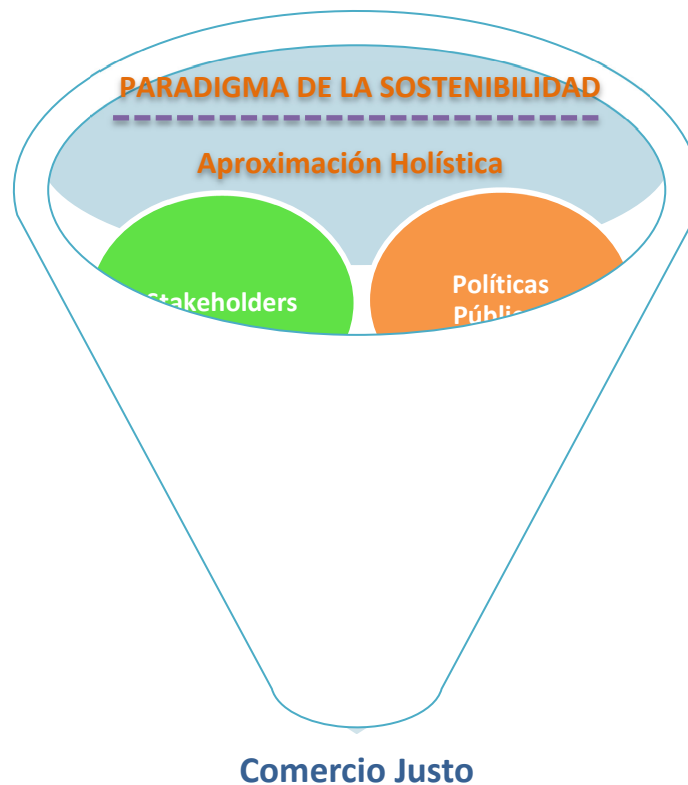 PARADIGMA DE LA SOSTENIBILIDAD
Aproximación Holística
Stakeholders
Políticas
Comercio Justo